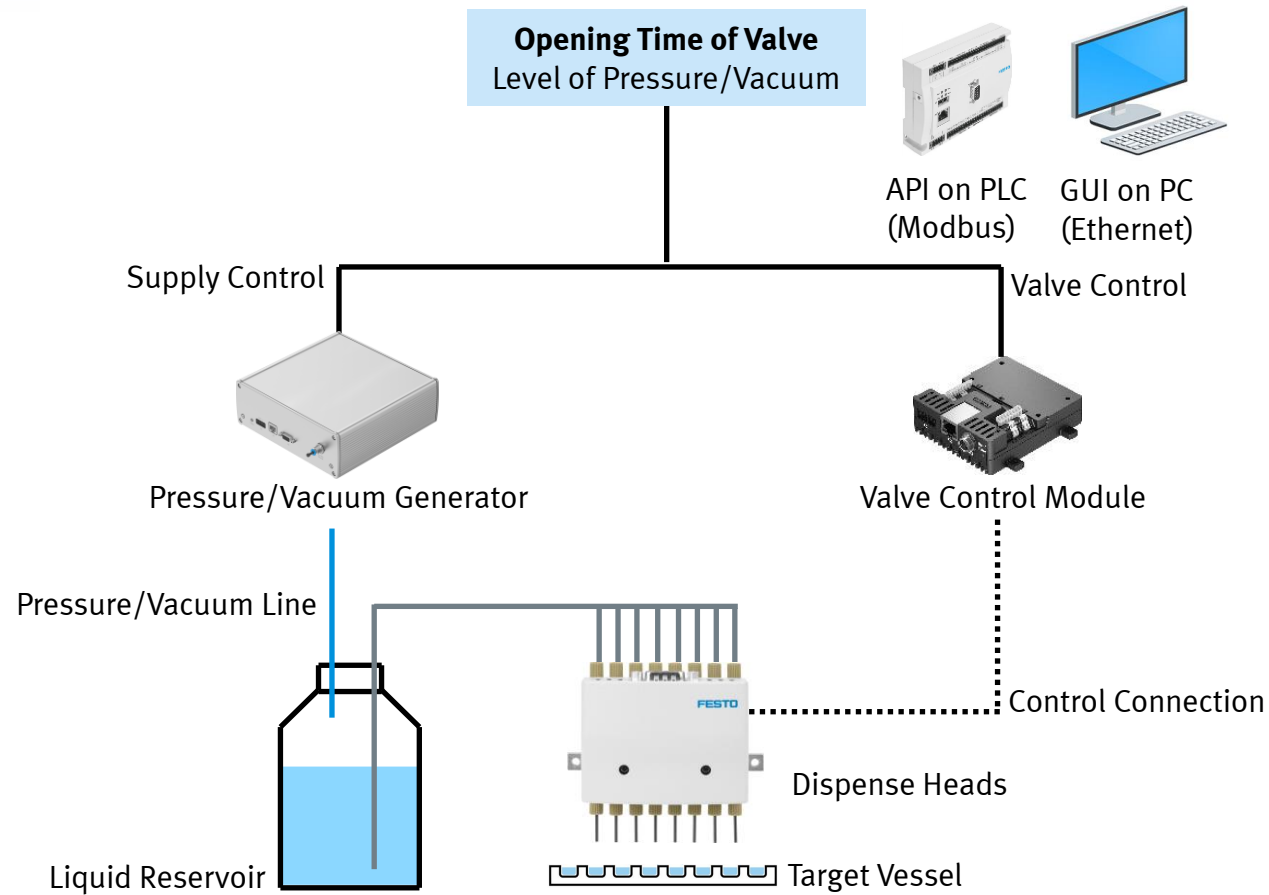 Opening Time of Valve
Level of Pressure/Vacuum
API on PLC
(Modbus)
GUI on PC
(Ethernet)
Supply Control
Valve Control
Pressure/Vacuum Generator
Valve Control Module
Pressure/Vacuum Line
FESTO
Control Connection
Dispense Heads
Liquid Reservoir
Target Vessel